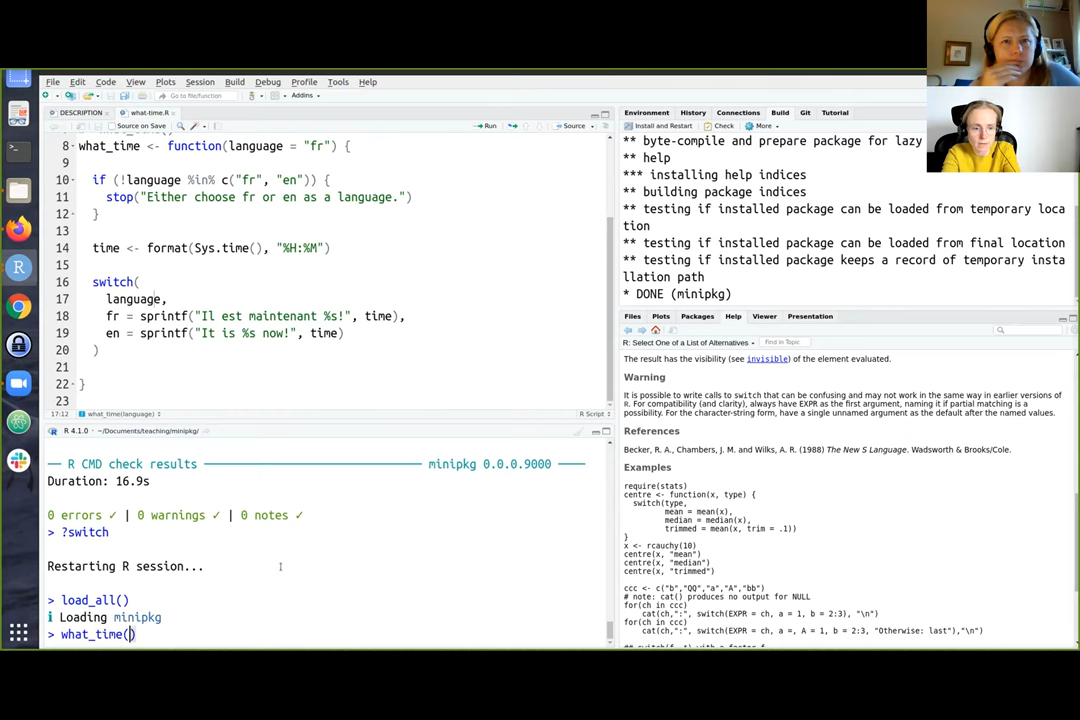 File Edit Code View Plots Session Build Debug Profile Tools Help
Go to file/function Addins
DESCRIPTION what-time.R
Source on Save Run Source
8 what_time <- function(language = "fr") {
9
10 if (!language %in% c("fr", "en")) {
11 stop("Either choose fr or en as a language.")
12 }
13
14 time <- format(Sys.time(), "%H:%M")
15
16 switch(
17 language,
18 fr = sprintf("Il est maintenant %s!", time),
19 en = sprintf("It is %s now!", time)
20 )
21
22 }
23
17:12 what_time(language) R Script
R 4.1.0 · ~/Documents/teaching/minipkg/
── R CMD check results ── minipkg 0.0.0.9000 ──
Duration: 16.9s
0 errors ✓ | 0 warnings ✓ | 0 notes ✓
> ?switch
Restarting R session...
> load_all()
ℹ Loading minipkg
> what_time()
Environment History Connections Build Git Tutorial
Install and Restart Check More
** byte-compile and prepare package for lazy
** help
*** installing help indices
** building package indices
** testing if installed package can be loaded from temporary loca
tion
** testing if installed package can be loaded from final location
** testing if installed package keeps a record of temporary insta
llation path
* DONE (minipkg)
Files Plots Packages Help Viewer Presentation
R: Select One of a List of Alternatives Find in Topic
The result has the visibility (see invisible) of the element evaluated.
Warning
It is possible to write calls to switch that can be confusing and may not work in the same way in earlier versions of
R. For compatibility (and clarity), always have EXPR as the first argument, naming it if partial matching is a
possibility. For the character-string form, have a single unnamed argument as the default after the named values.
References
Becker, R. A., Chambers, J. M. and Wilks, A. R. (1988) The New S Language. Wadsworth & Brooks/Cole.
Examples
require(stats)
centre <- function(x, type) {
switch(type,
mean = mean(x),
median = median(x),
trimmed = mean(x, trim = .1))
}
x <- rcauchy(10)
centre(x, "mean")
centre(x, "median")
centre(x, "trimmed")
ccc <- c("b","QQ","a","A","bb")
# note: cat() produces no output for NULL
for(ch in ccc)
cat(ch,":", switch(EXPR = ch, a = 1, b = 2:3), "\n")
for(ch in ccc)
cat(ch,":", switch(EXPR = ch, a =, A = 1, b = 2:3, "Otherwise: last"),"\n")